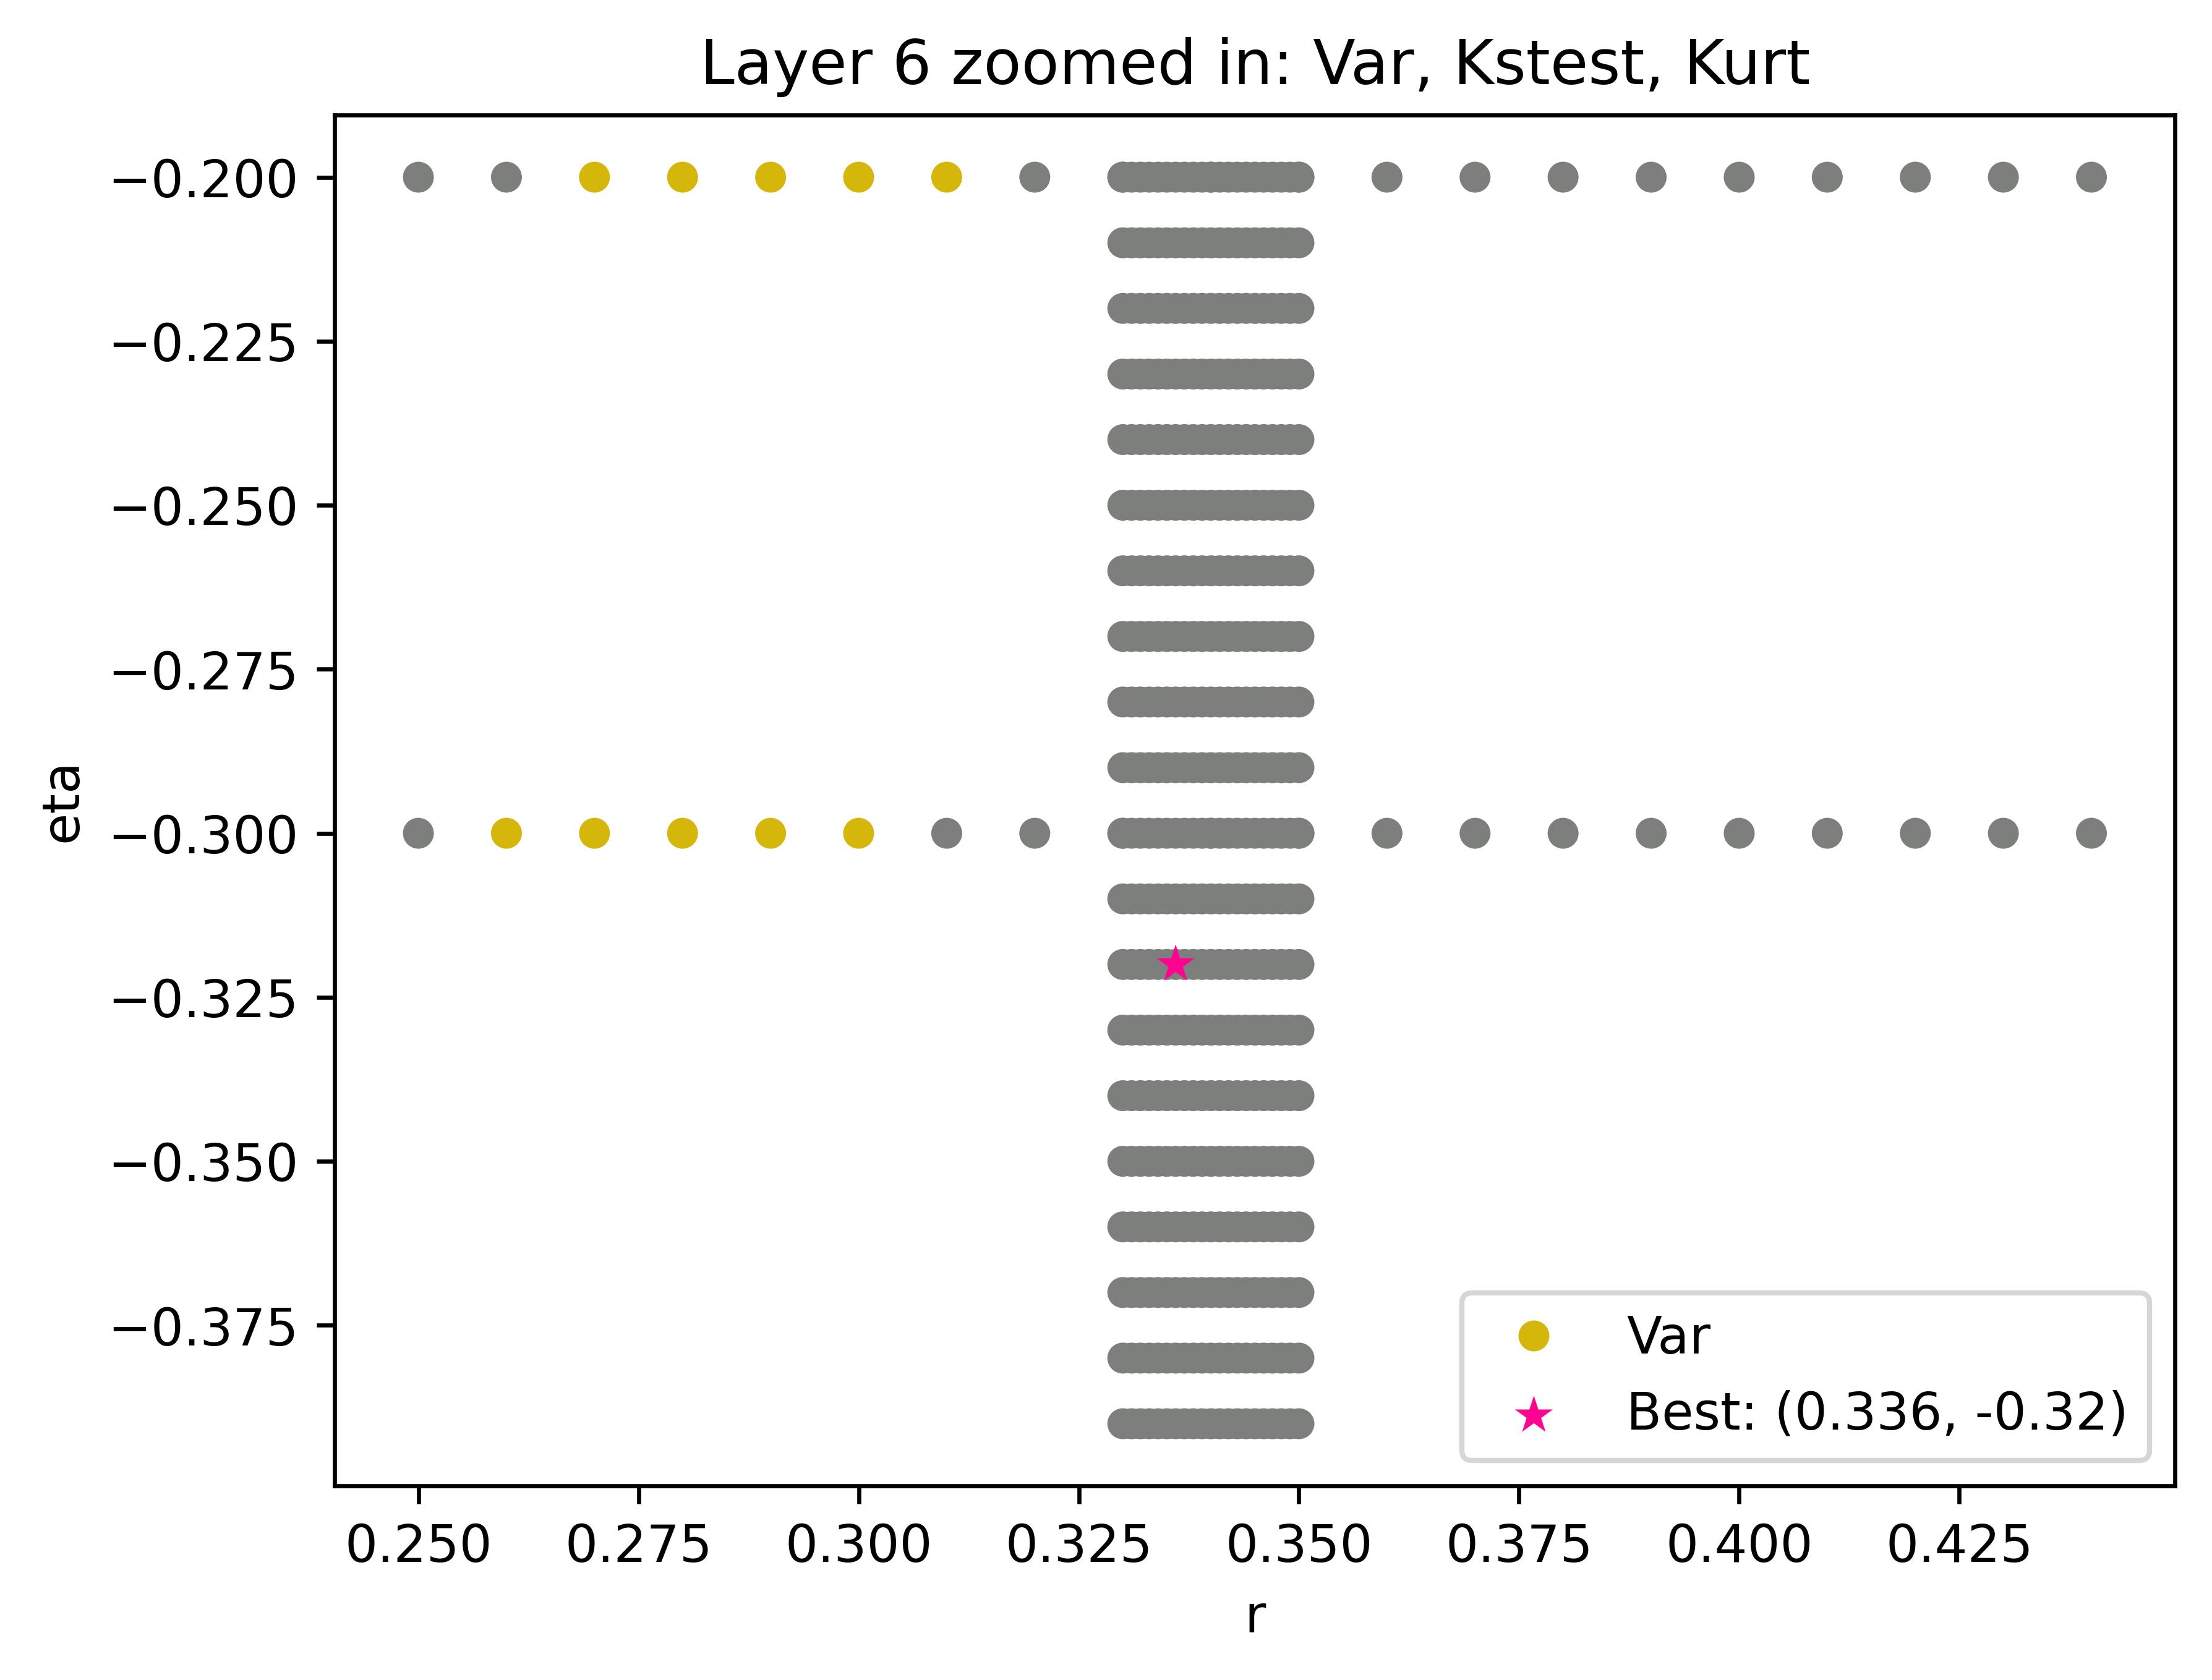 Layer 6 zoomed in: Var, Kstest, Kurt
−0.200
−0.225
−0.250
−0.275
−0.300
−0.325
−0.350
−0.375
eta
Var
Best: (0.336, -0.32)
0.250 0.275 0.300 0.325 0.350 0.375 0.400 0.425
r